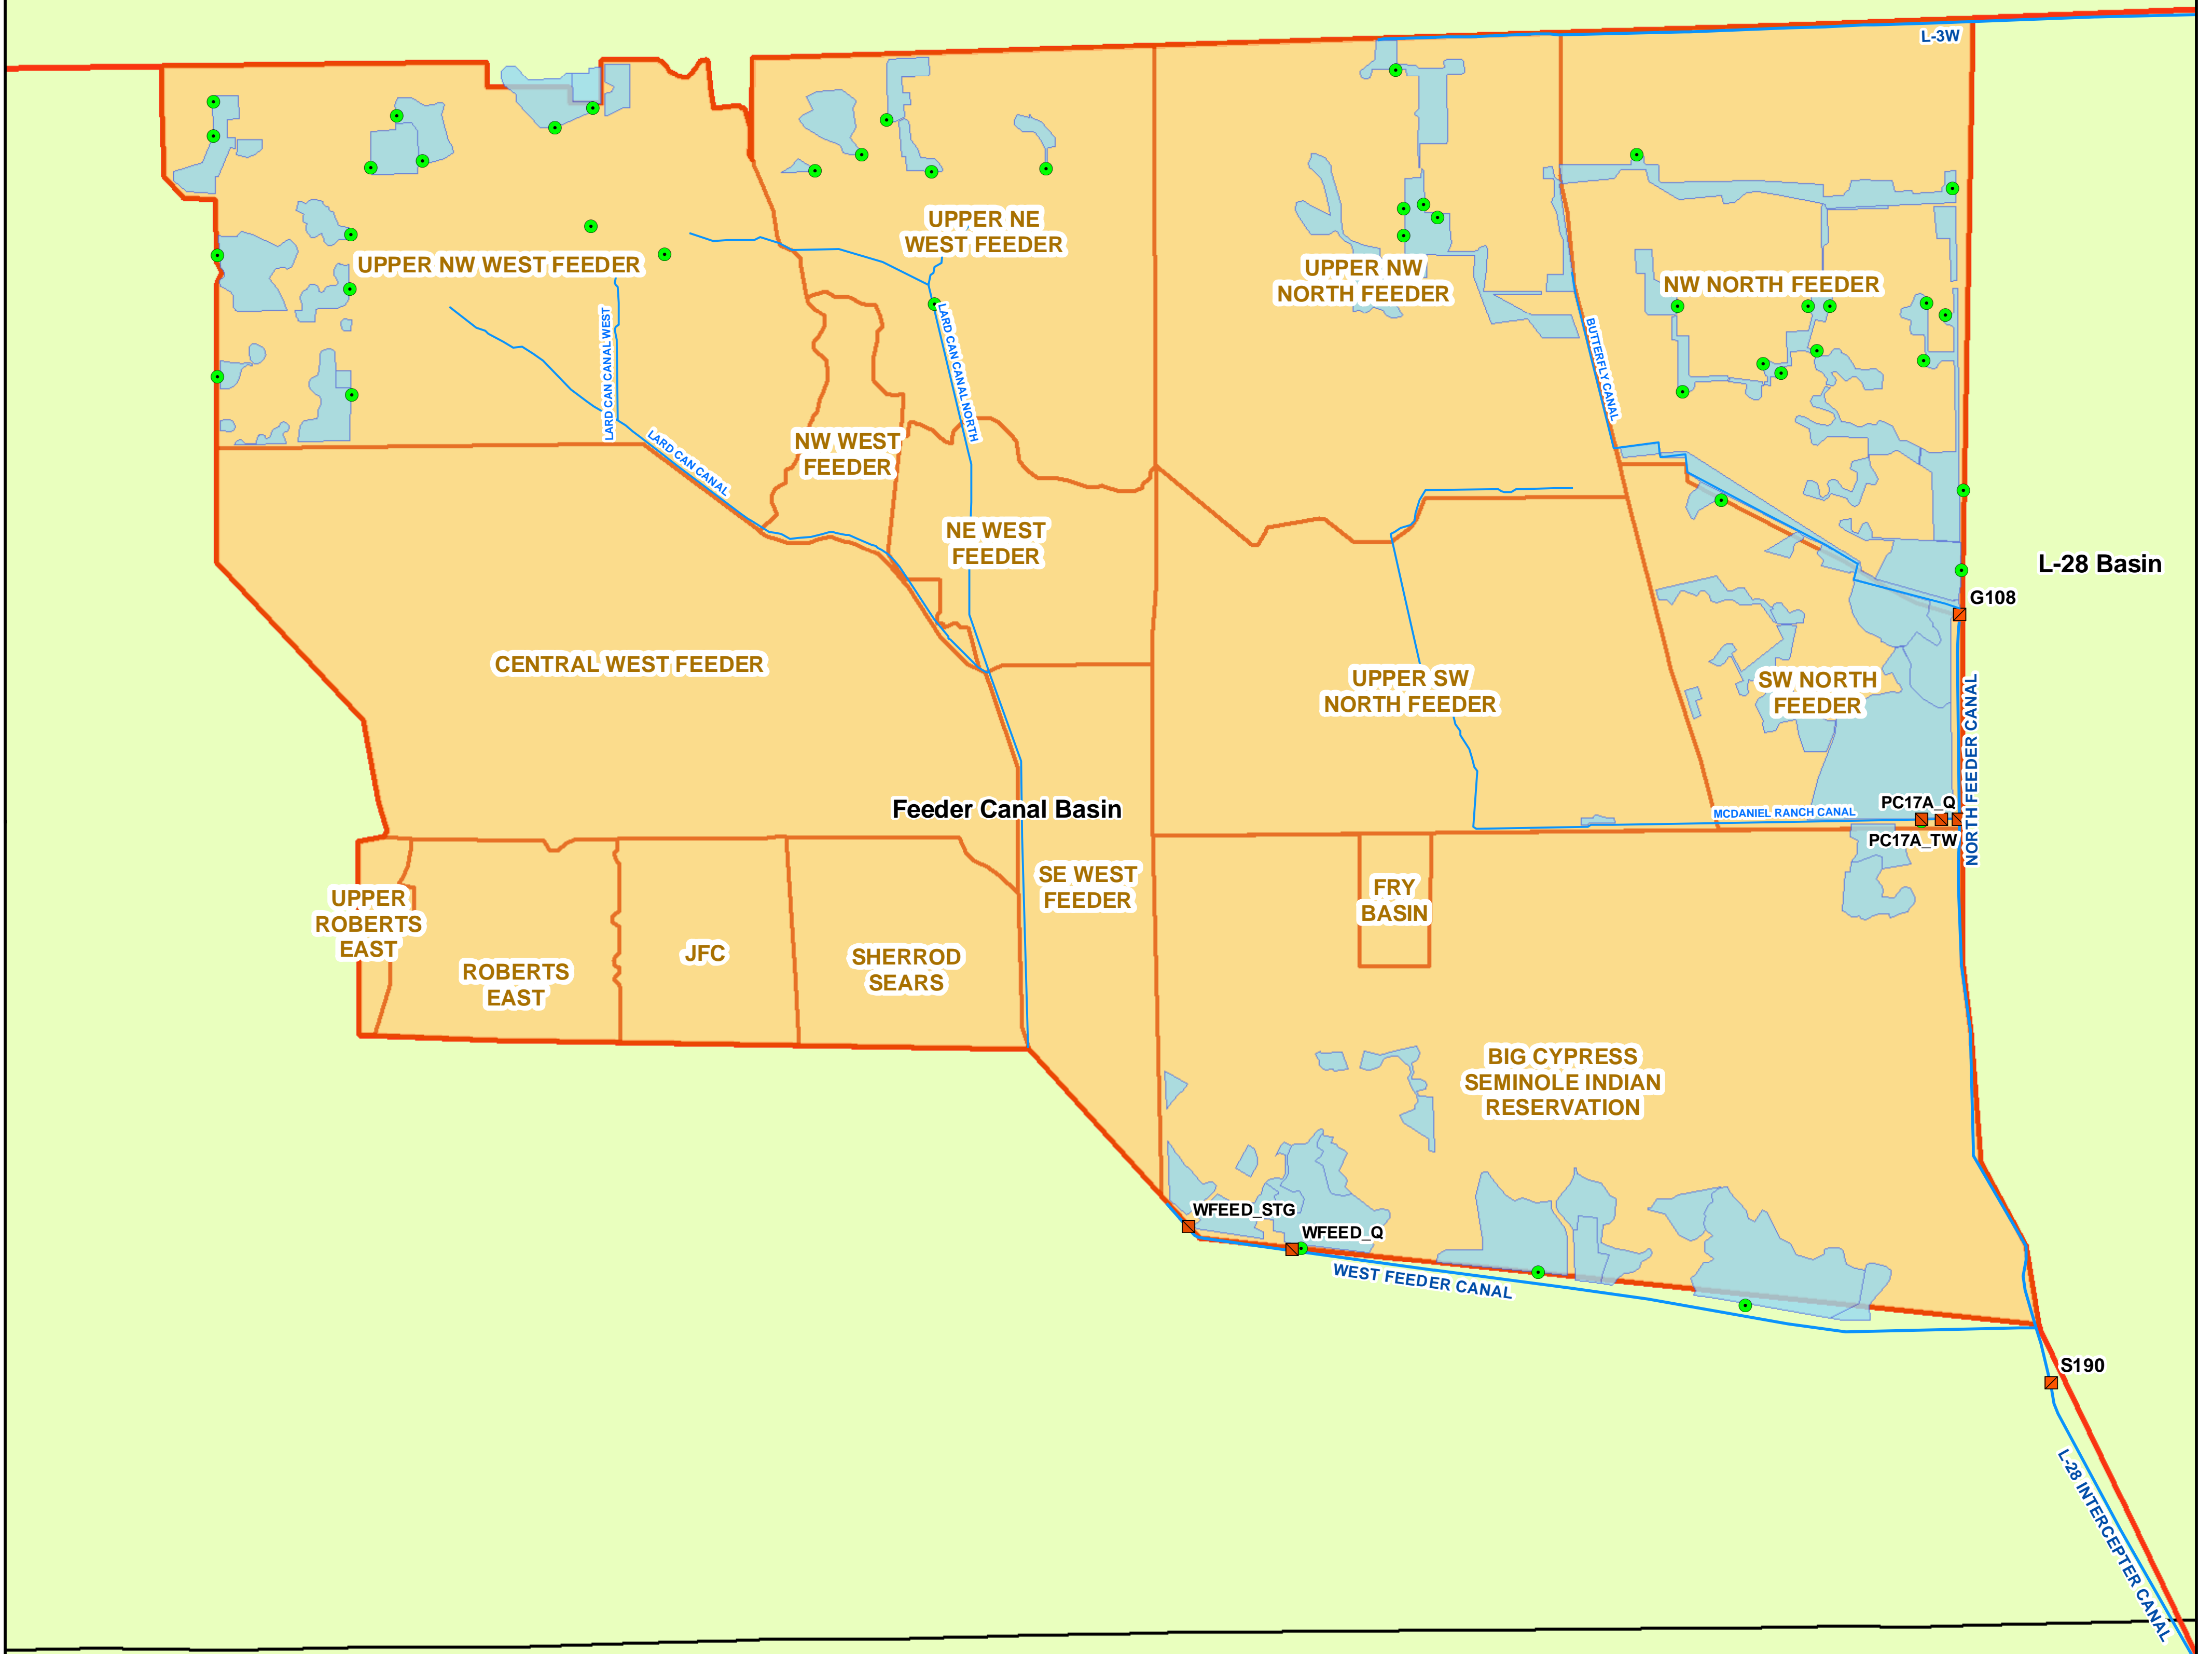 L-3W
UPPER NE
WEST FEEDER
UPPER NW WEST FEEDER
UPPER NW
NORTH FEEDER
NW NORTH FEEDER
LARD CAN CANAL WEST
LARD CAN CANAL NORTH
BUTTERFLY CANAL
NW WEST
FEEDER
LARD CAN CANAL
NE WEST
FEEDER
L-28 Basin
G108
CENTRAL WEST FEEDER
UPPER SW
NORTH FEEDER
SW NORTH
FEEDER
NORTH FEEDER CANAL
Feeder Canal Basin
PC17A_Q
MCDANIEL RANCH CANAL
PC17A_TW
SE WEST
FEEDER
FRY
BASIN
UPPER
ROBERTS
EAST
ROBERTS
EAST
JFC
SHERROD
SEARS
BIG CYPRESS
SEMINOLE INDIAN
RESERVATION
WFEED_STG
WFEED_Q
WEST FEEDER CANAL
S190
L-28 INTERCEPTER CANAL